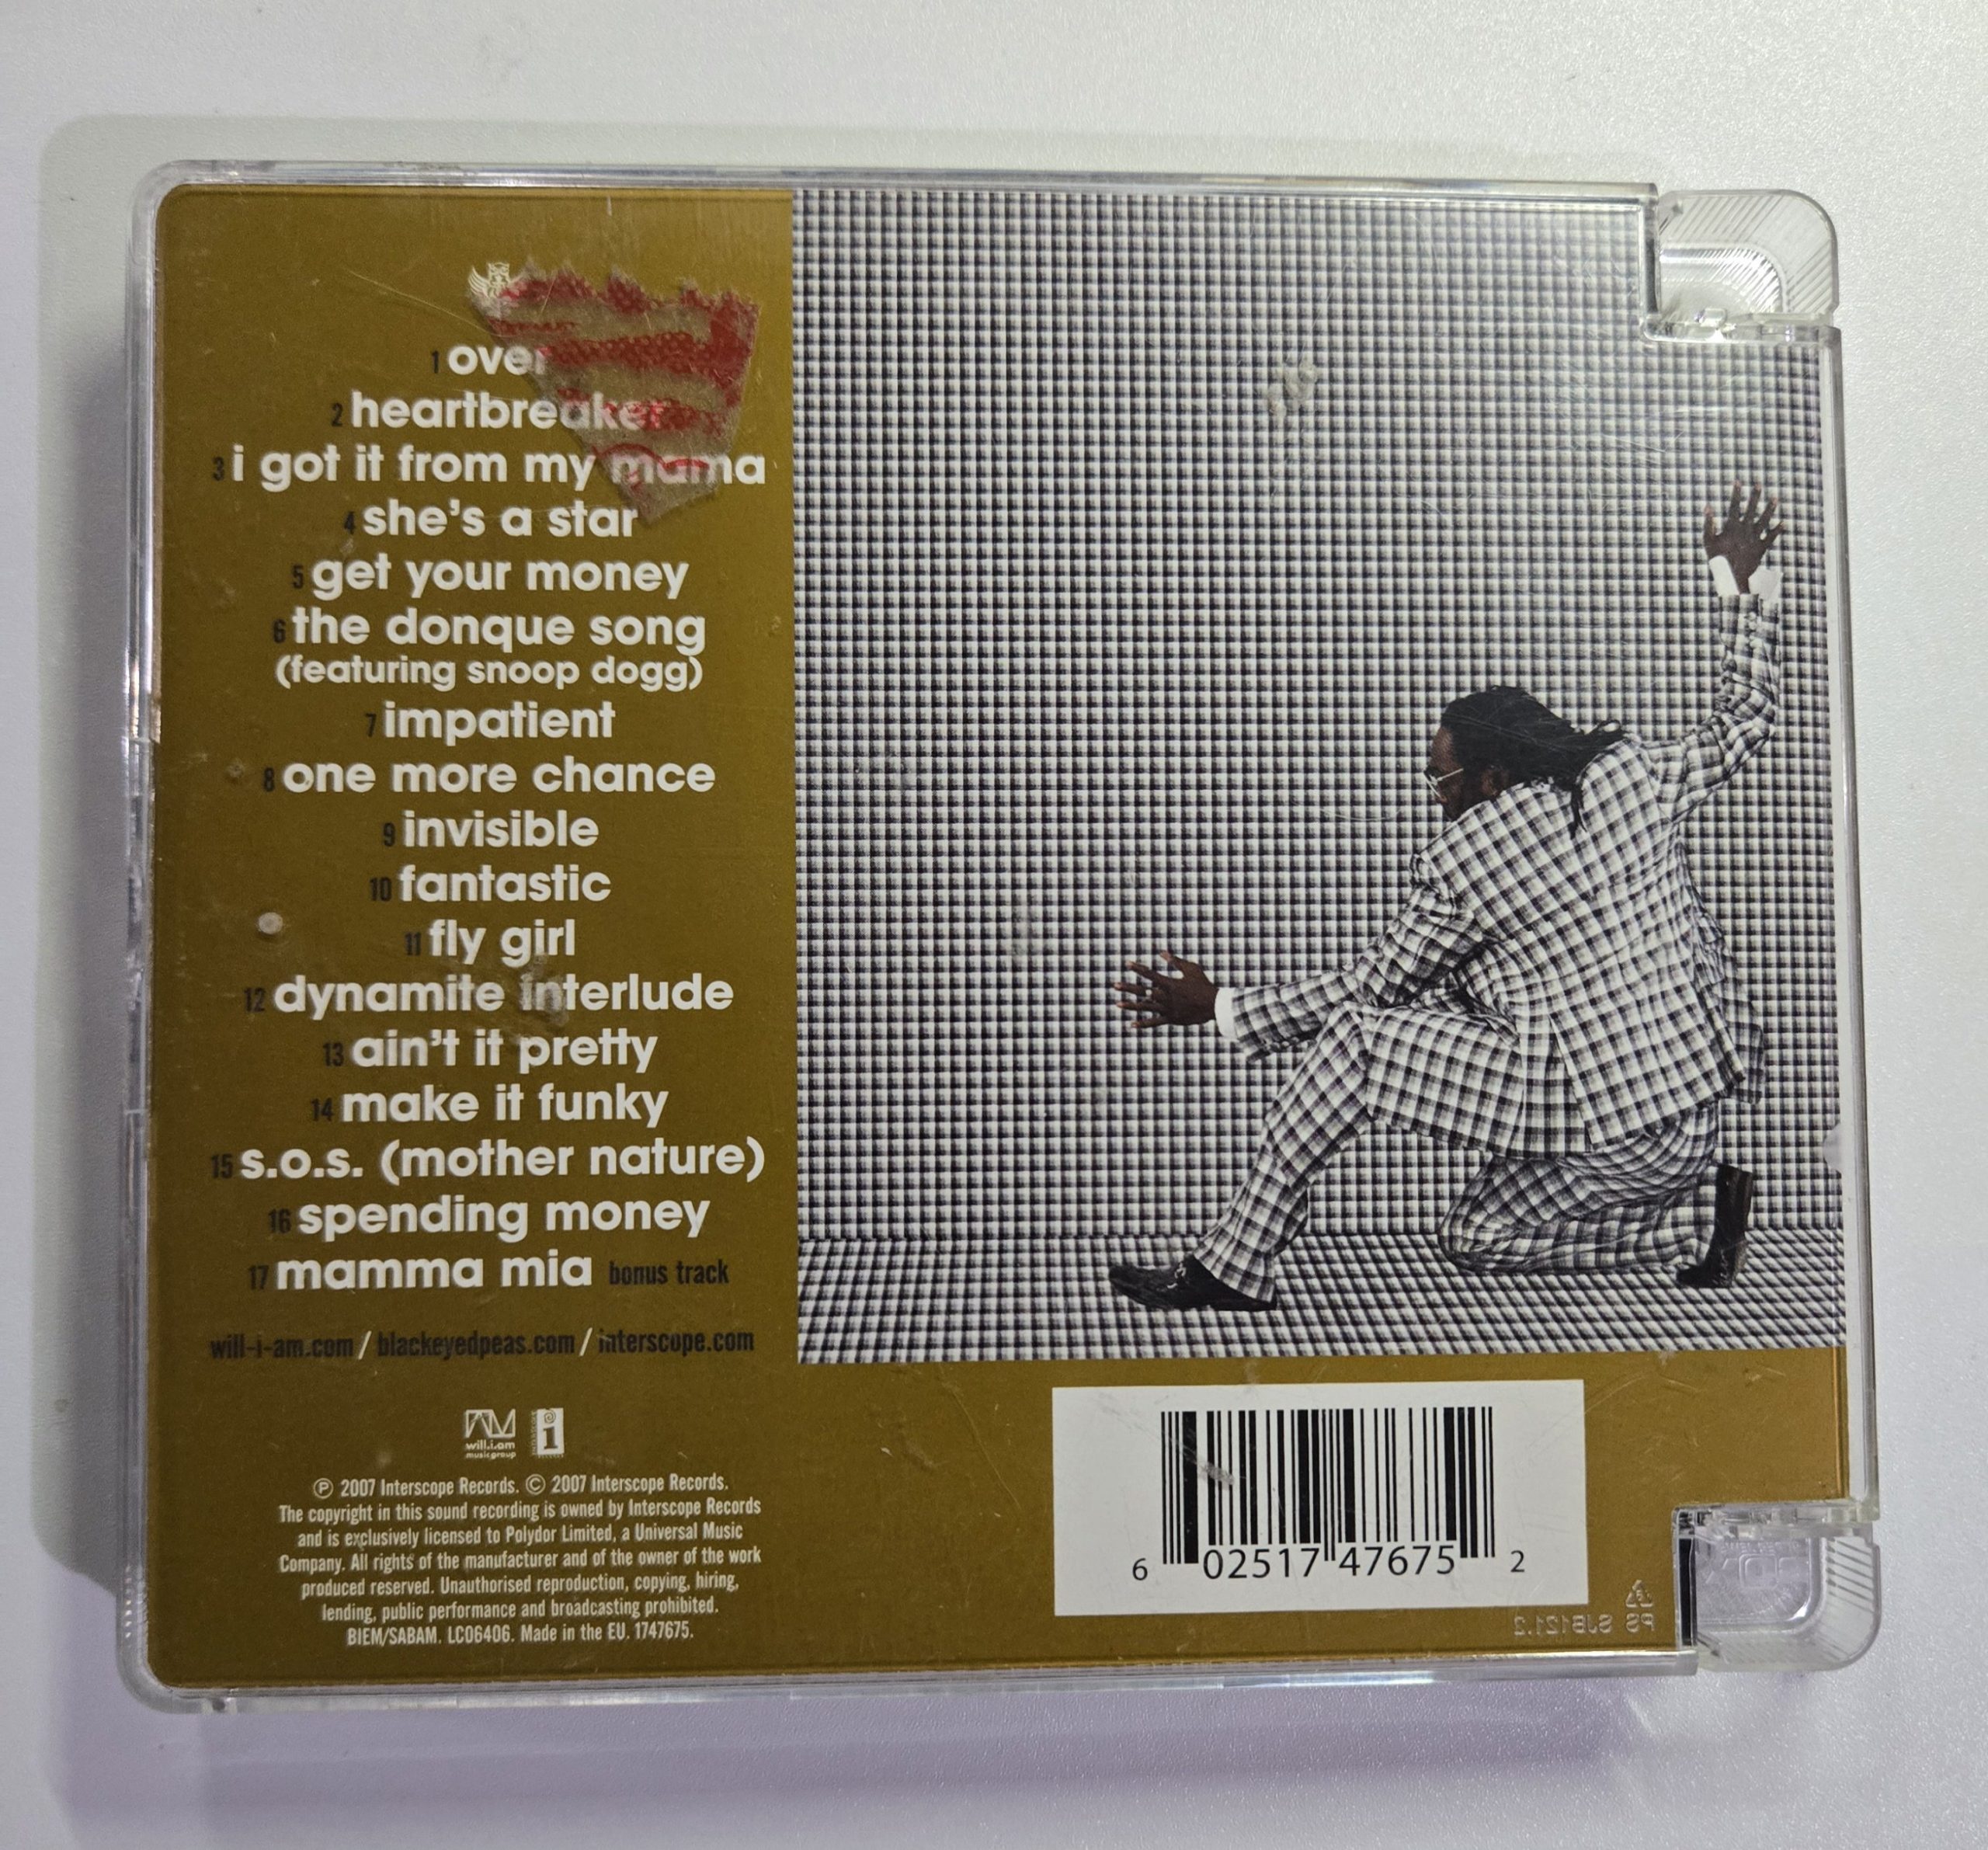 1 over
2 heartbreaker
3 i got it from my mama
4 she's a star
5 get your money
6 the donque song
(featuring snoop dogg)
7 impatient
8 one more chance
9 invisible
10 fantastic
11 fly girl
12 dynamite interlude
13 ain't it pretty
14 make it funky
15 s.o.s. (mother nature)
16 spending money
17 mamma mia bonus track
will-i-am.com / blackeyedpeas.com / interscope.com
will.i.am
musicgroup
i
℗ 2007 Interscope Records. © 2007 Interscope Records.
The copyright in this sound recording is owned by Interscope Records
and is exclusively licensed to Polydor Limited, a Universal Music
Company. All rights of the manufacturer and of the owner of the work
produced reserved. Unauthorised reproduction, copying, hiring,
lending, public performance and broadcasting prohibited.
BIEM/SABAM. LC06406. Made in the EU. 1747675.
6 02517 47675 2
PS SJB121.2